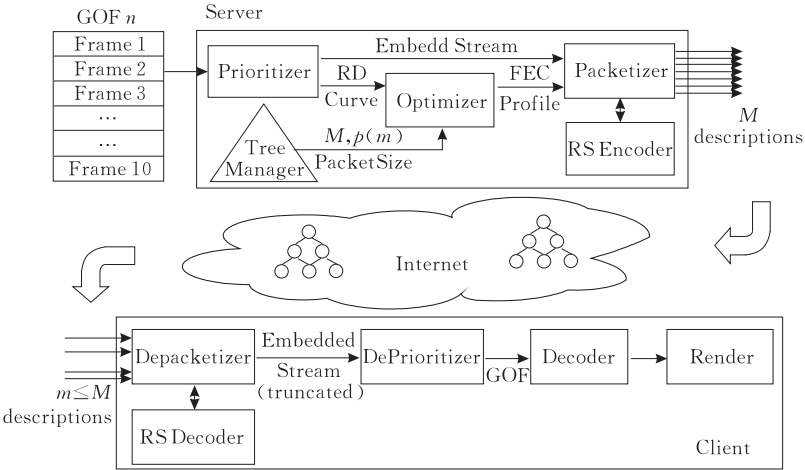 GOF n
Server
Frame 1
Frame 2
Frame 3
...
...
Frame 10
Prioritizer
Embedd Stream
RD
Curve
Optimizer
FEC
Profile
Packetizer
RS Encoder
M
descriptions
Tree
Manager
M, p(m)
PacketSize
Internet
m≤M
descriptions
Depacketizer
Embedded
Stream
(truncated)
DePrioritizer
GOF
Decoder
Render
RS Decoder
Client